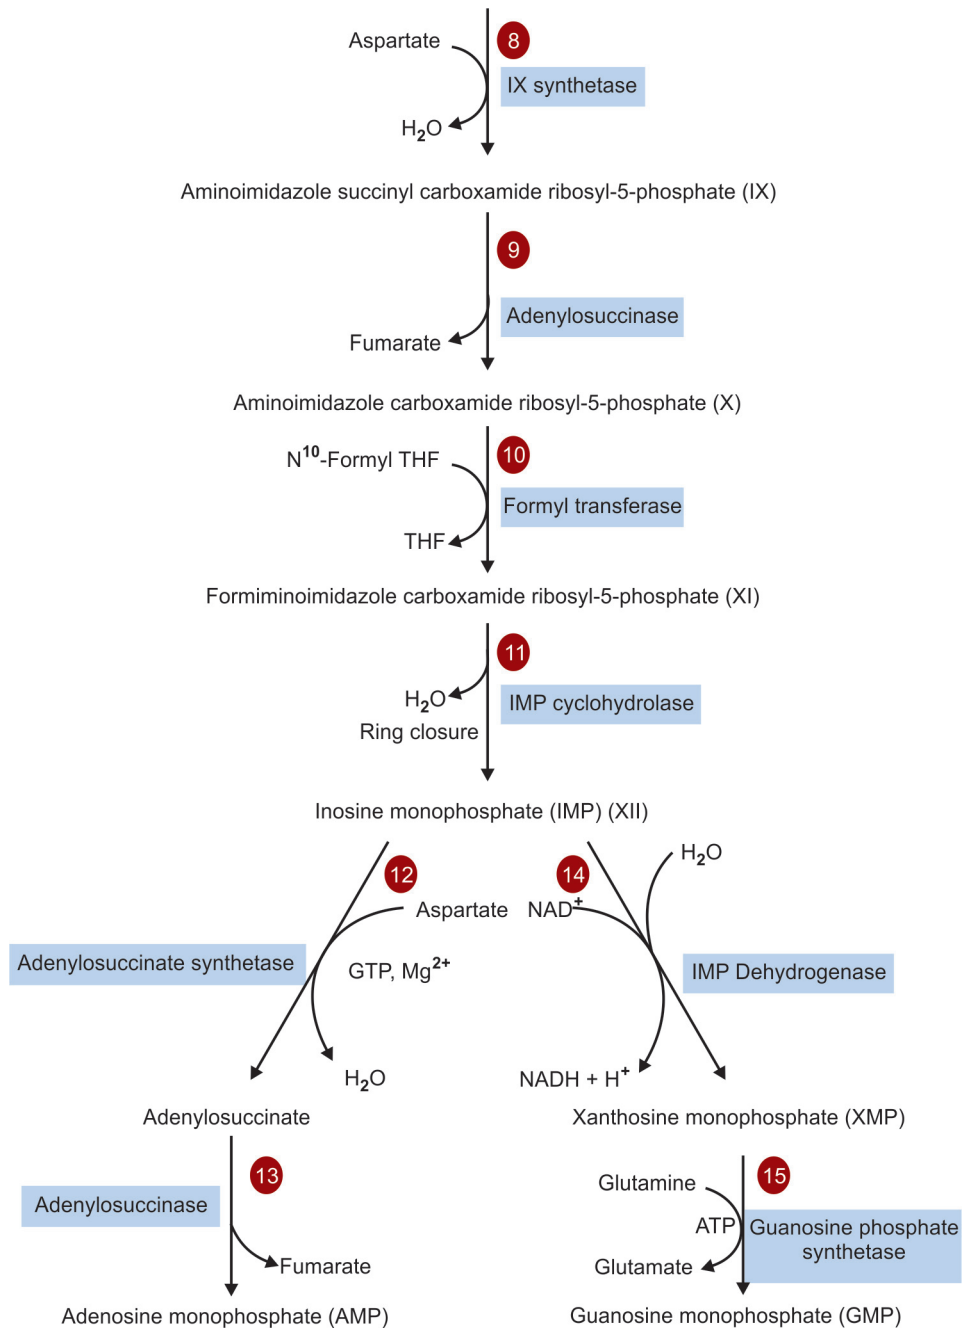 Aspartate
8
IX synthetase
H2O
Aminoimidazole succinyl carboxamide ribosyl-5-phosphate (IX)
9
Adenylosuccinase
Fumarate
Aminoimidazole carboxamide ribosyl-5-phosphate (X)
N10-Formyl THF
10
Formyl transferase
THF
Formiminoimidazole carboxamide ribosyl-5-phosphate (XI)
11
H2O
IMP cyclohydrolase
Ring closure
Inosine monophosphate (IMP) (XII)
12
14
H2O
Aspartate
NAD+
Adenylosuccinate synthetase
GTP, Mg2+
IMP Dehydrogenase
H2O
NADH + H+
Adenylosuccinate
Xanthosine monophosphate (XMP)
13
15
Adenylosuccinase
Glutamine
ATP
Guanosine phosphate
synthetase
Fumarate
Glutamate
Adenosine monophosphate (AMP)
Guanosine monophosphate (GMP)